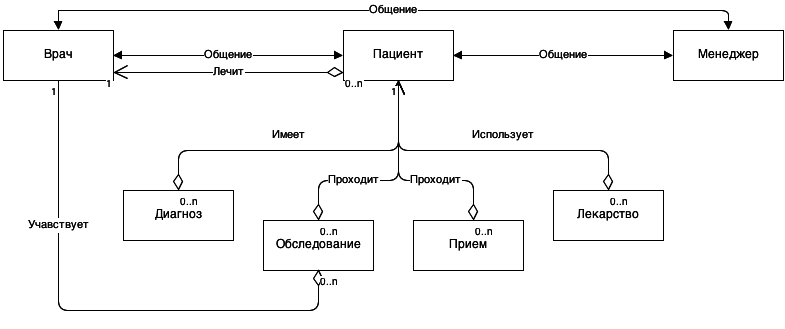 Общение
Врач
Общение
Пациент
Общение
Менеджер
Лечит
1
1
0..n
1
Имеет
Использует
Проходит
Проходит
0..n
Диагноз
0..n
Обследование
0..n
Прием
0..n
Лекарство
Учавствует
0..n